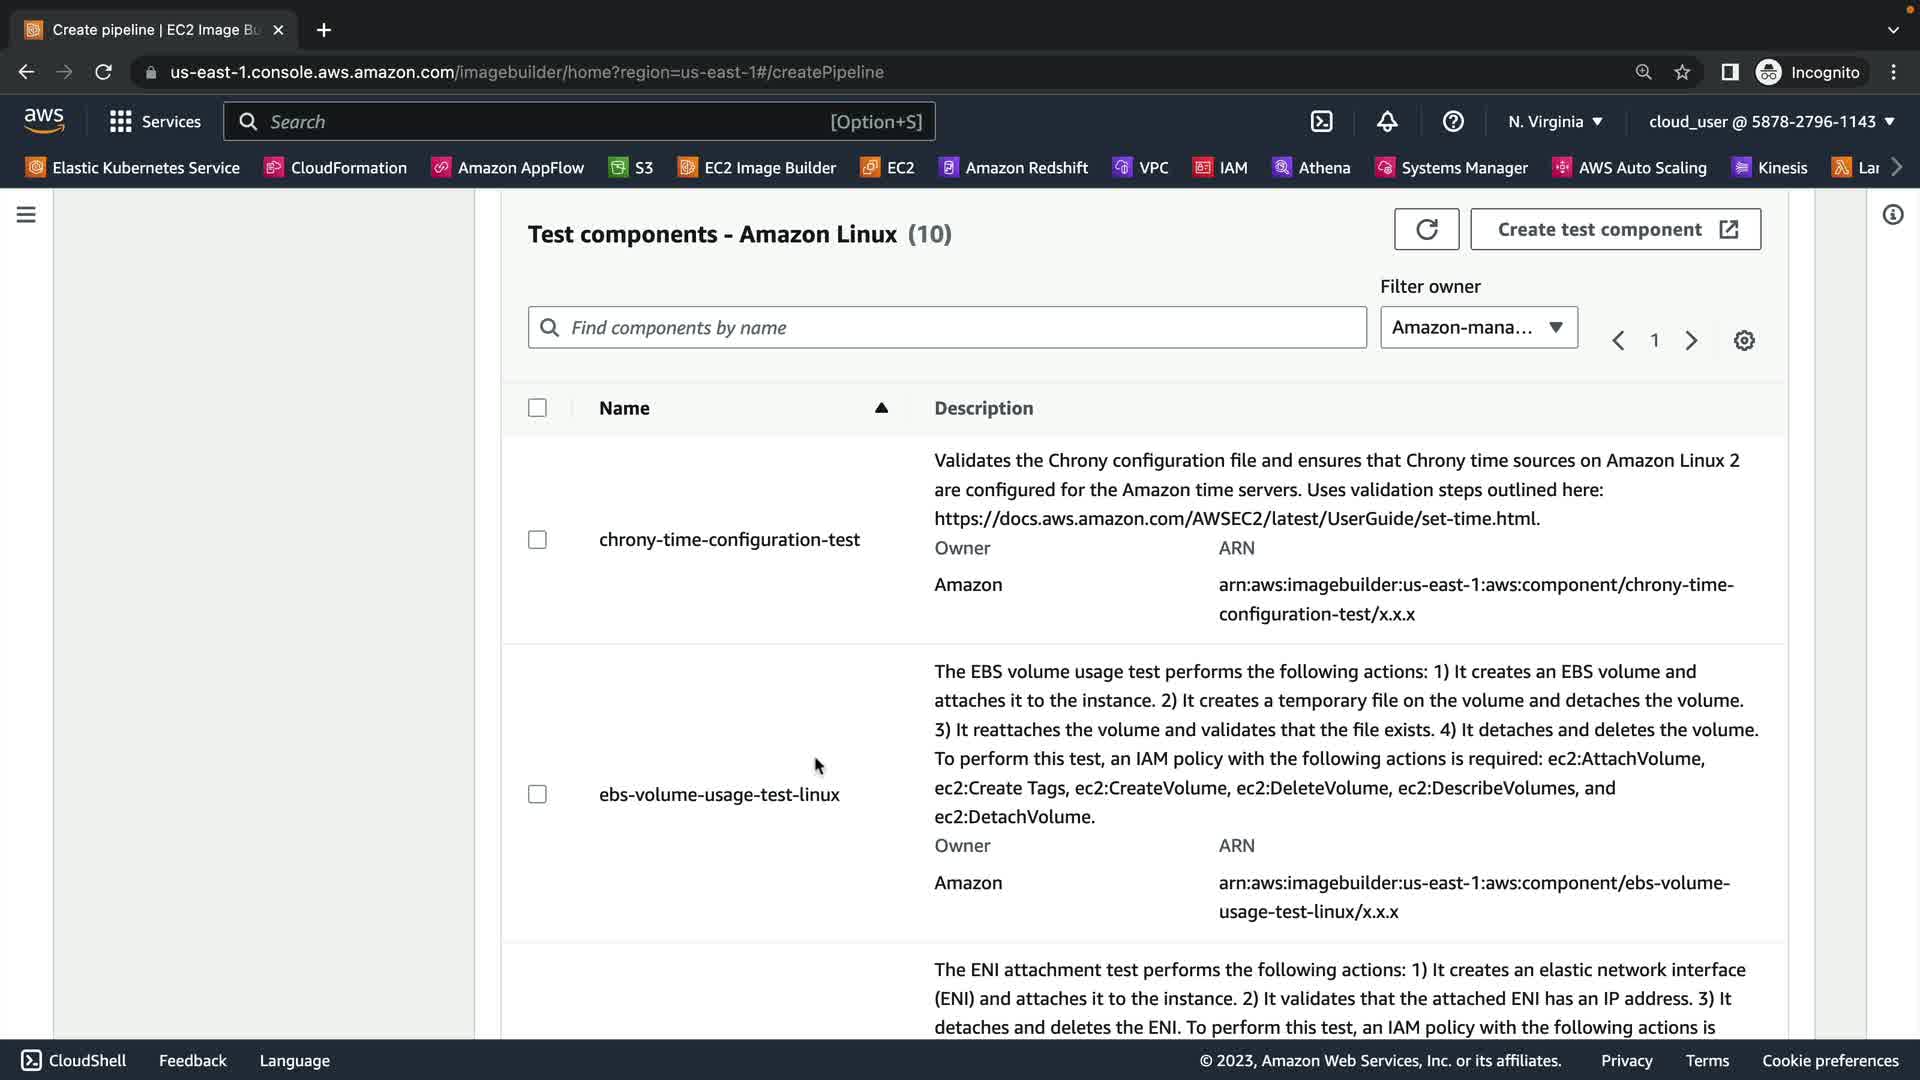 Create pipeline | EC2 Image Bu
us-east-1.console.aws.amazon.com/imagebuilder/home?region=us-east-1#/createPipeline
Incognito
aws
Services
Search
[Option+S]
N. Virginia
cloud_user @ 5878-2796-1143
Elastic Kubernetes Service
CloudFormation
Amazon AppFlow
S3
EC2 Image Builder
EC2
Amazon Redshift
VPC
IAM
Athena
Systems Manager
AWS Auto Scaling
Kinesis
Lar
Test components - Amazon Linux (10)
Create test component
Filter owner
Find components by name
Amazon-mana...
1
Name
Description
chrony-time-configuration-test
Validates the Chrony configuration file and ensures that Chrony time sources on Amazon Linux 2
are configured for the Amazon time servers. Uses validation steps outlined here:
https://docs.aws.amazon.com/AWSEC2/latest/UserGuide/set-time.html.
Owner
ARN
Amazon
arn:aws:imagebuilder:us-east-1:aws:component/chrony-time-
configuration-test/x.x.x
ebs-volume-usage-test-linux
The EBS volume usage test performs the following actions: 1) It creates an EBS volume and
attaches it to the instance. 2) It creates a temporary file on the volume and detaches the volume.
3) It reattaches the volume and validates that the file exists. 4) It detaches and deletes the volume.
To perform this test, an IAM policy with the following actions is required: ec2:AttachVolume,
ec2:Create Tags, ec2:CreateVolume, ec2:DeleteVolume, ec2:DescribeVolumes, and
ec2:DetachVolume.
Owner
ARN
Amazon
arn:aws:imagebuilder:us-east-1:aws:component/ebs-volume-
usage-test-linux/x.x.x
The ENI attachment test performs the following actions: 1) It creates an elastic network interface
(ENI) and attaches it to the instance. 2) It validates that the attached ENI has an IP address. 3) It
detaches and deletes the ENI. To perform this test, an IAM policy with the following actions is
CloudShell
Feedback
Language
© 2023, Amazon Web Services, Inc. or its affiliates.
Privacy
Terms
Cookie preferences